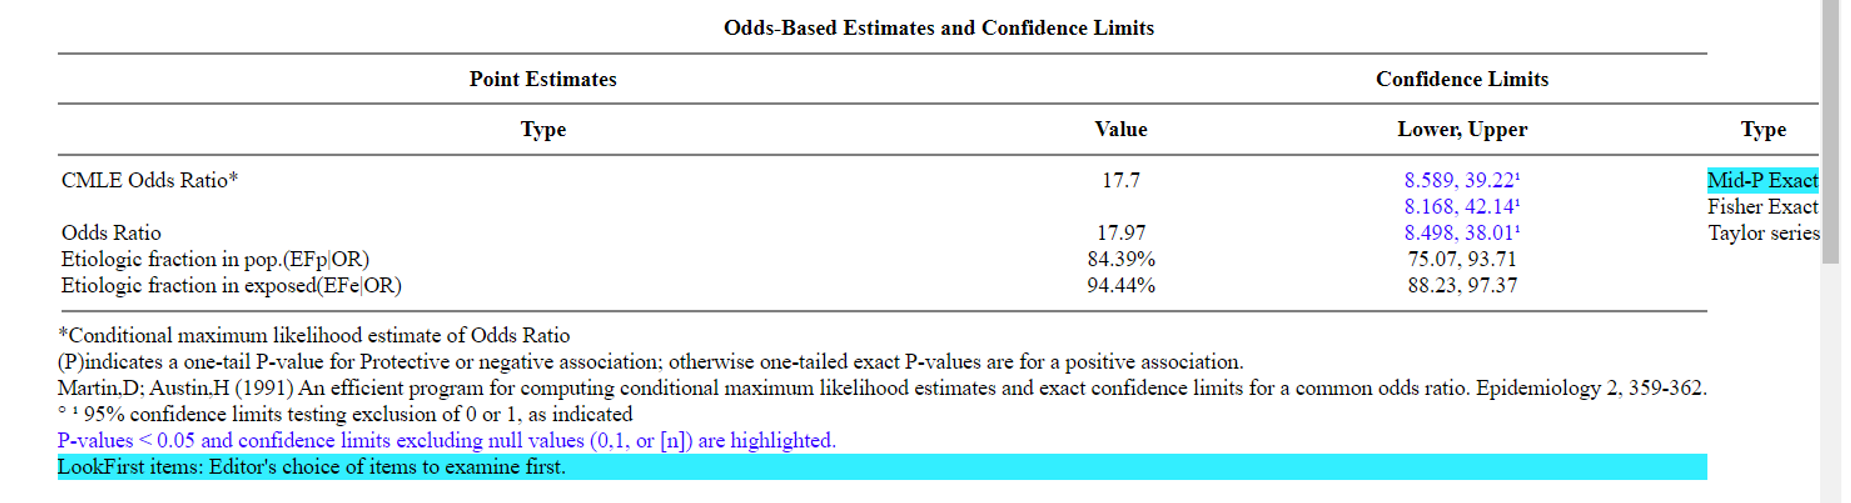 Odds-Based Estimates and Confidence Limits
Point Estimates Confidence Limits
Type Value Lower, Upper Type
CMLE Odds Ratio* 17.7 8.589, 39.22¹ Mid-P Exact
8.168, 42.14¹ Fisher Exact
Odds Ratio 17.97 8.498, 38.01¹ Taylor series
Etiologic fraction in pop.(EFp|OR) 84.39% 75.07, 93.71
Etiologic fraction in exposed(EFe|OR) 94.44% 88.23, 97.37
*Conditional maximum likelihood estimate of Odds Ratio
(P)indicates a one-tail P-value for Protective or negative association; otherwise one-tailed exact P-values are for a positive association.
Martin,D; Austin,H (1991) An efficient program for computing conditional maximum likelihood estimates and exact confidence limits for a common odds ratio. Epidemiology 2, 359-362.
° ¹ 95% confidence limits testing exclusion of 0 or 1, as indicated
P-values < 0.05 and confidence limits excluding null values (0,1, or [n]) are highlighted.
LookFirst items: Editor's choice of items to examine first.